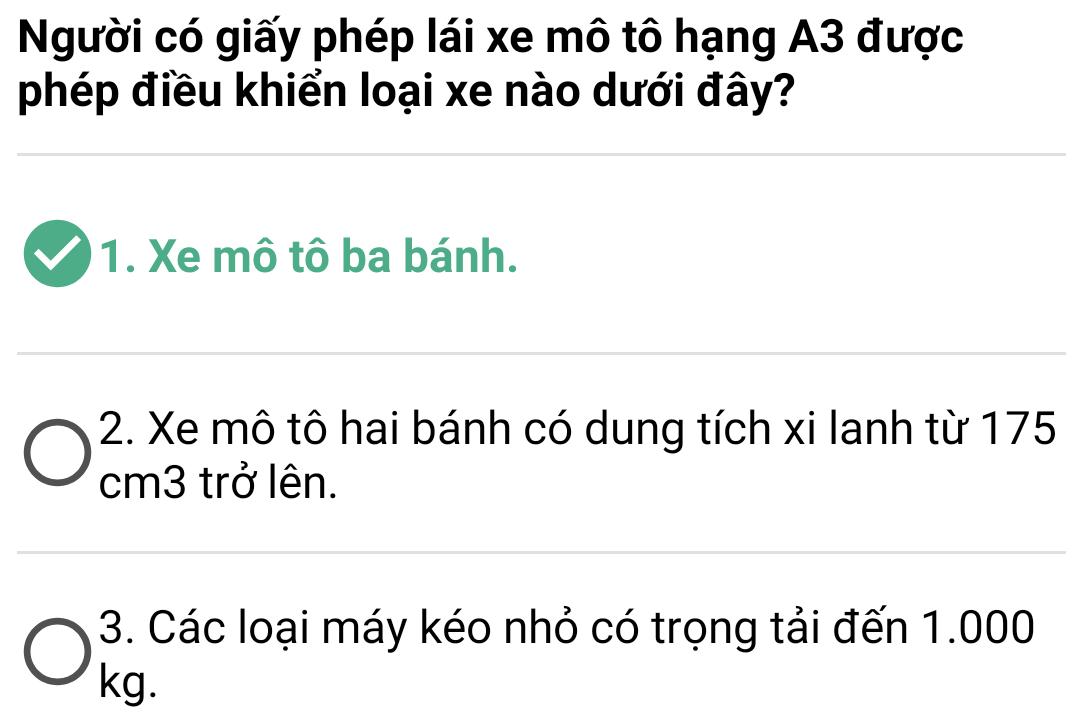 Người có giấy phép lái xe mô tô hạng A3 được
phép điều khiển loại xe nào dưới đây?
1. Xe mô tô ba bánh.
2. Xe mô tô hai bánh có dung tích xi lanh từ 175
cm3 trở lên.
3. Các loại máy kéo nhỏ có trọng tải đến 1.000
kg.